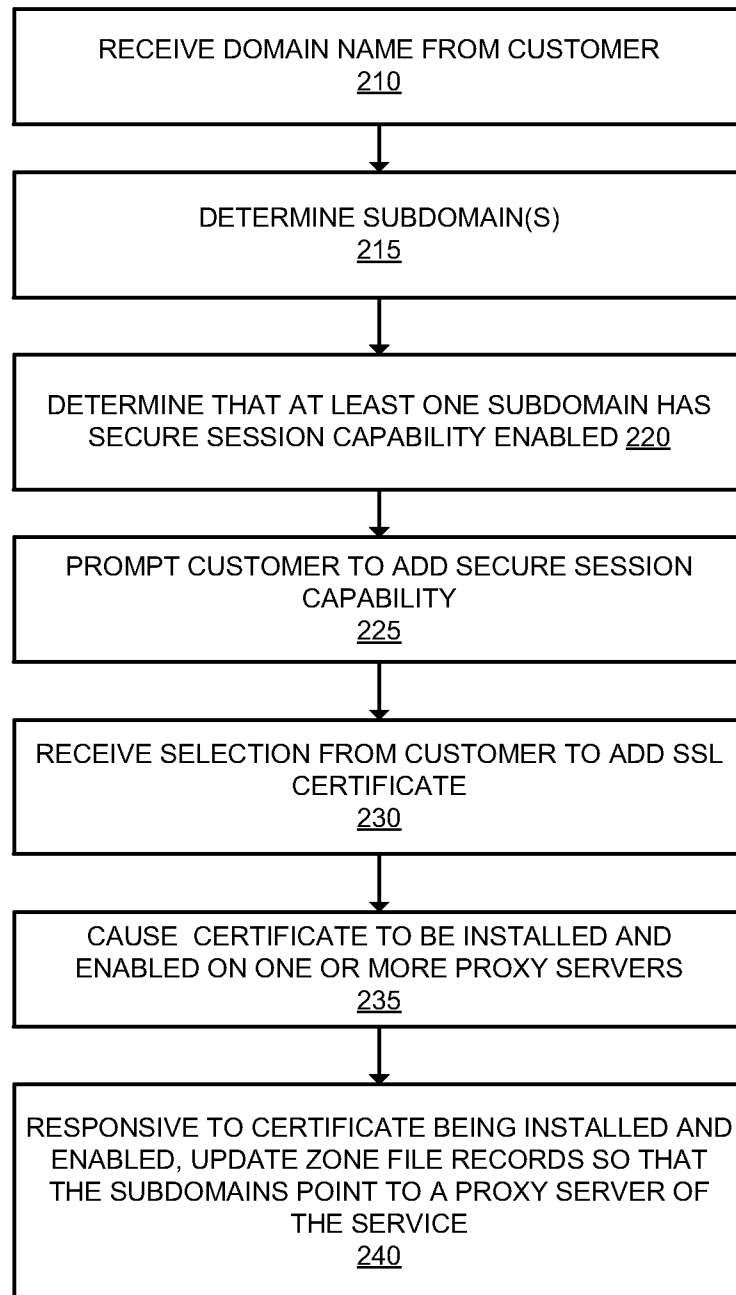 RECEIVE DOMAIN NAME FROM CUSTOMER
210
DETERMINE SUBDOMAIN(S)
215
DETERMINE THAT AT LEAST ONE SUBDOMAIN HAS
SECURE SESSION CAPABILITY ENABLED 220
PROMPT CUSTOMER TO ADD SECURE SESSION
CAPABILITY
225
RECEIVE SELECTION FROM CUSTOMER TO ADD SSL
CERTIFICATE
230
CAUSE CERTIFICATE TO BE INSTALLED AND
ENABLED ON ONE OR MORE PROXY SERVERS
235
RESPONSIVE TO CERTIFICATE BEING INSTALLED AND
ENABLED, UPDATE ZONE FILE RECORDS SO THAT
THE SUBDOMAINS POINT TO A PROXY SERVER OF
THE SERVICE
240